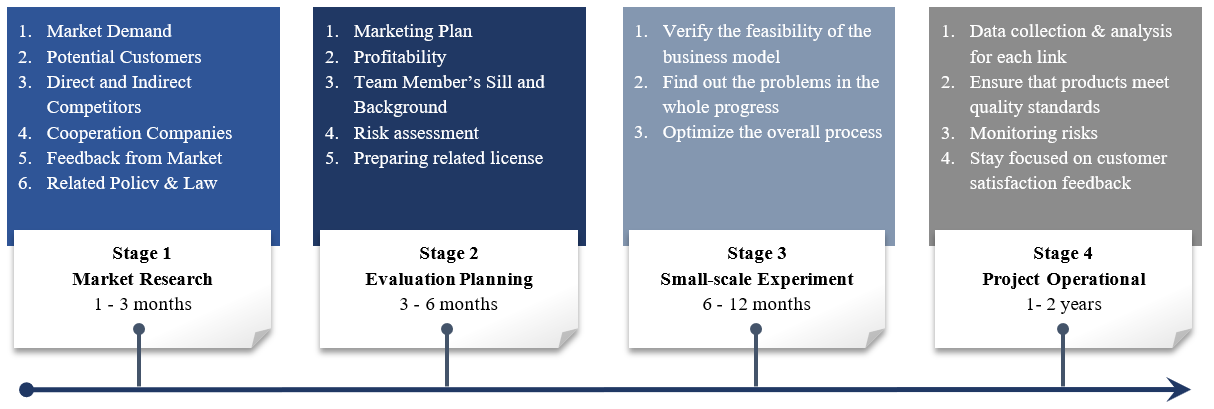 1. Market Demand
2. Potential Customers
3. Direct and Indirect
Competitors
4. Cooperation Companies
5. Feedback from Market
6. Related Policy & Law
Stage 1
Market Research
1 - 3 months
1. Marketing Plan
2. Profitability
3. Team Member’s Sill and
Background
4. Risk assessment
5. Preparing related license
Stage 2
Evaluation Planning
3 - 6 months
1. Verify the feasibility of the
business model
2. Find out the problems in the
whole progress
3. Optimize the overall process
Stage 3
Small-scale Experiment
6 - 12 months
1. Data collection & analysis
for each link
2. Ensure that products meet
quality standards
3. Monitoring risks
4. Stay focused on customer
satisfaction feedback
Stage 4
Project Operational
1- 2 years